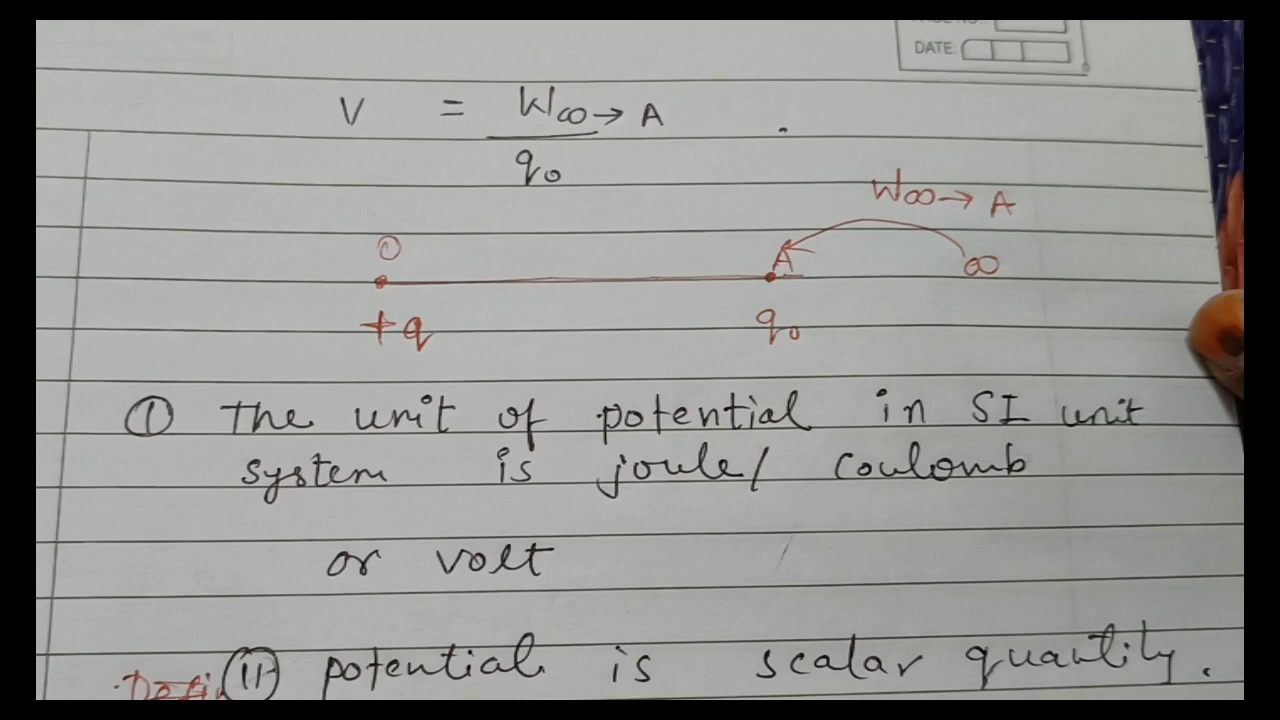 DATE:
V = W∞→A
q₀
W∞→A
O
A
∞
+q
q₀
① The unit of potential in SI unit
system is joule/ coulomb
or volt
(ii) potential is scalar quantity.